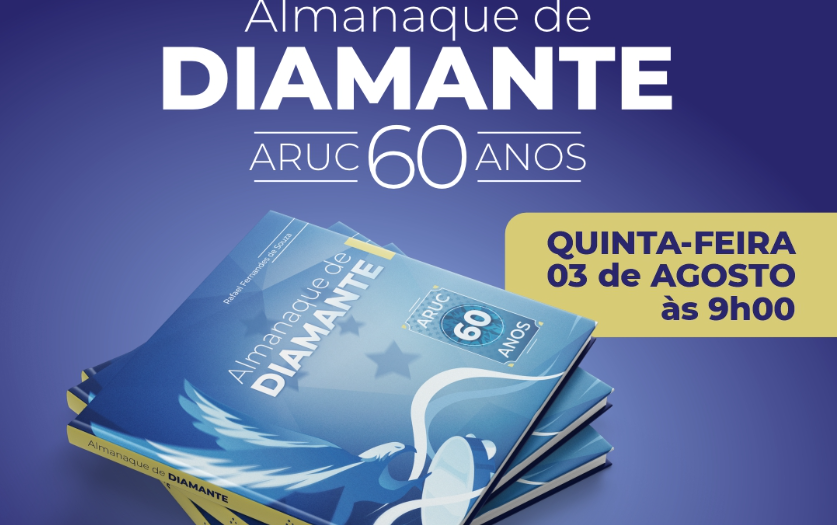 Almanaque de
DIAMANTE
ARUC 60 ANOS
QUINTA-FEIRA
03 de AGOSTO
às 9h00
Rafael Fernandes de Souza
Almanaque de
DIAMANTE
ARUC
60
ANOS
Almanaque de DIAMANTE